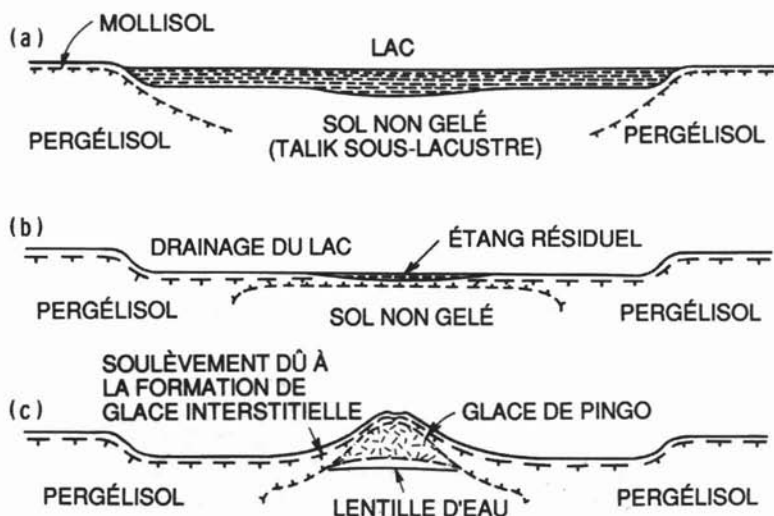 (a)
MOLLISOL
LAC
PERGÉLISOL
SOL NON GELÉ
(TALIK SOUS-LACUSTRE)
PERGÉLISOL
(b)
DRAINAGE DU LAC
ÉTANG RÉSIDUEL
PERGÉLISOL
SOL NON GELÉ
PERGÉLISOL
(c)
SOULÈVEMENT DÛ À
LA FORMATION DE
GLACE INTERSTITIELLE
GLACE DE PINGO
PERGÉLISOL
LENTILLE D'EAU
PERGÉLISOL